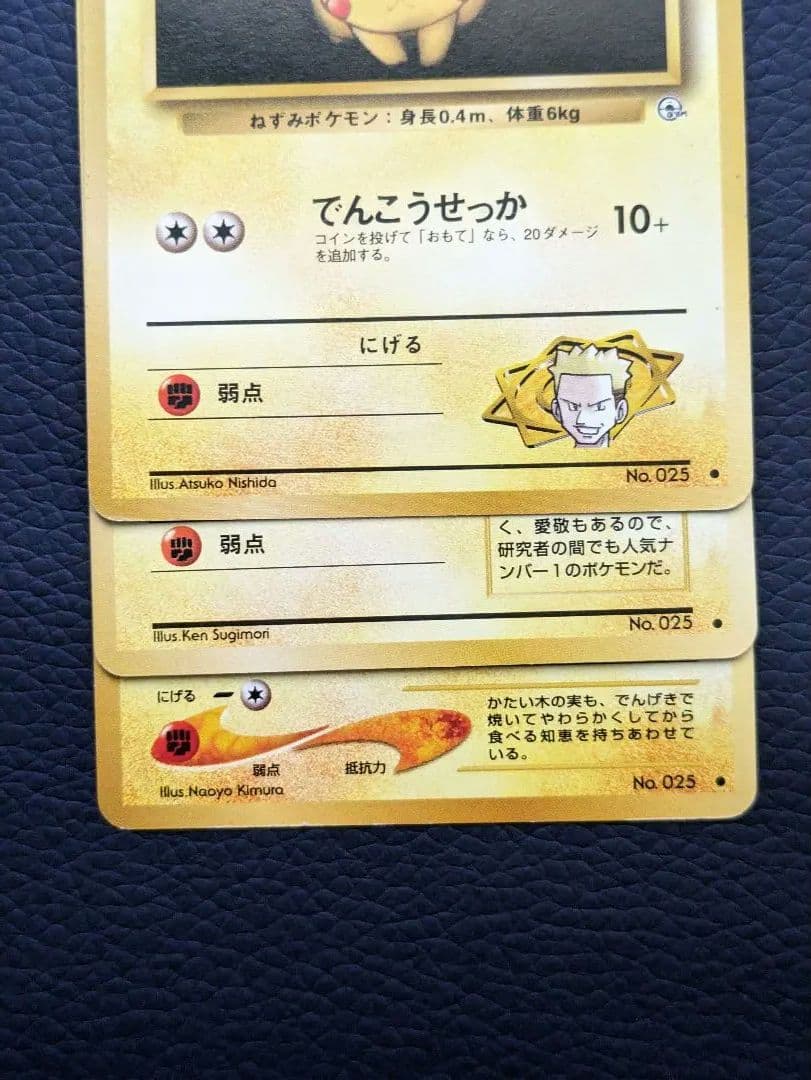 ねずみポケモン：身長0.4m、体重6kg
でんこうせっか
10+
コインを投げて「おもて」なら、20ダメージ
を追加する。
にげる
弱点
Illus.Atsuko Nishida
No. 025 ●
弱点
く、愛敬もあるので、
研究者の間でも人気ナ
ンバー1のポケモンだ。
Illus.Ken Sugimori
No. 025 ●
にげる
弱点
抵抗力
かたい木の実も、でんげきで
焼いてやわらかくしてから
食べる知恵を持ちあわせて
いる。
Illus.Naoyo Kimura
No. 025 ●